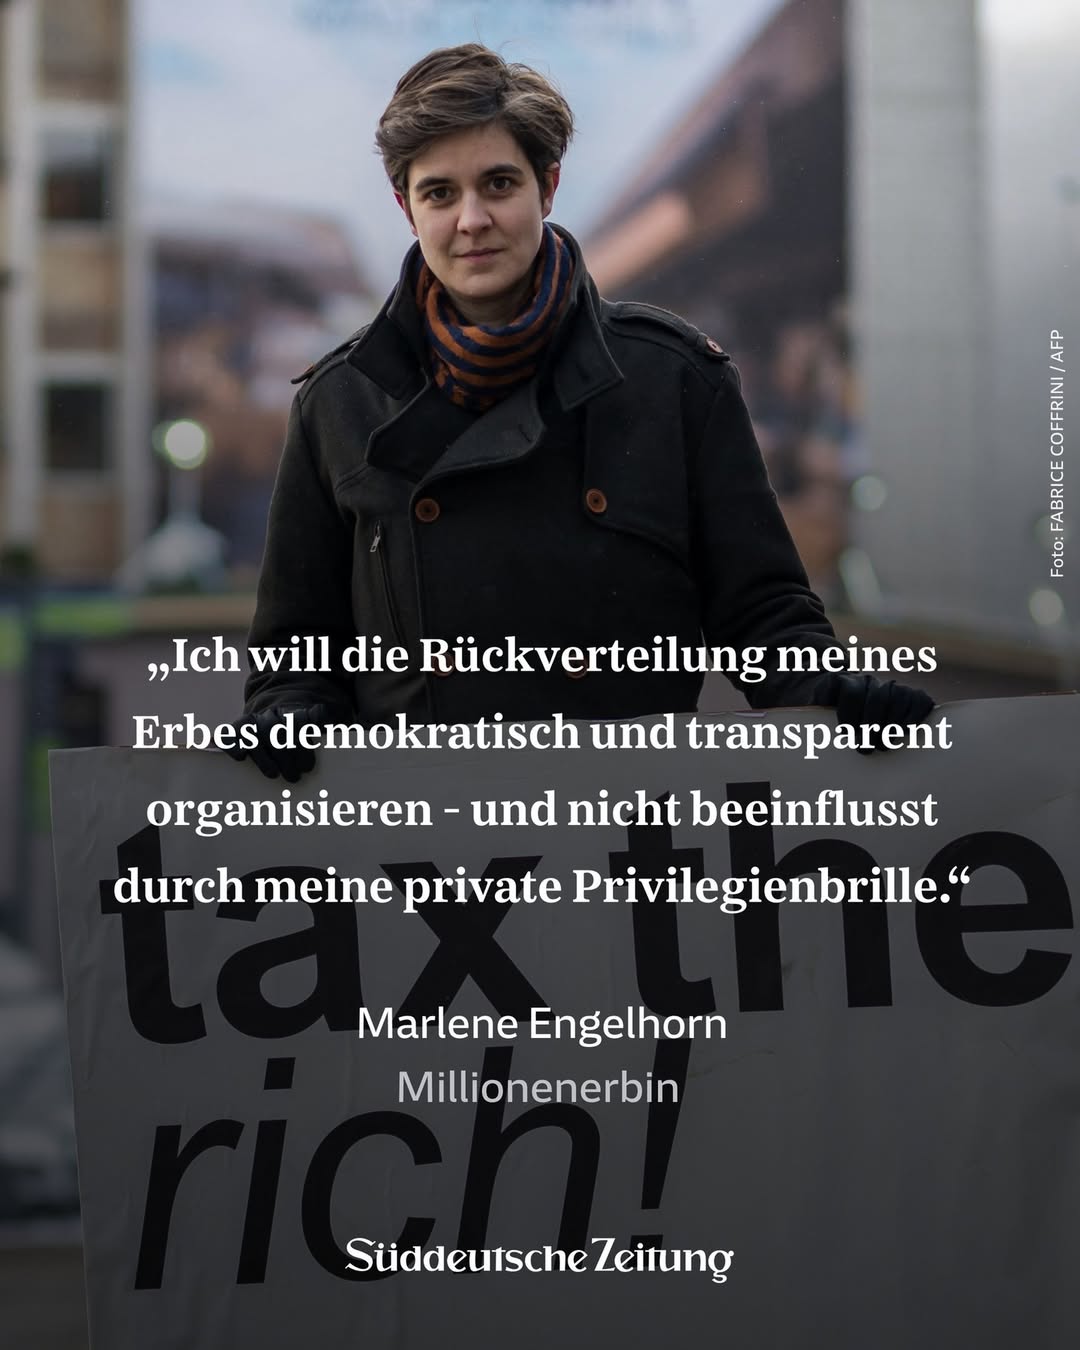 Foto: FABRICE COFFRINI / AFP
„Ich will die Rückverteilung meines
Erbes demokratisch und transparent
organisieren - und nicht beeinflusst
durch meine private Privilegienbrille.“
tax the
rich!
Marlene Engelhorn
Millionenerbin
Süddeutsche Zeitung